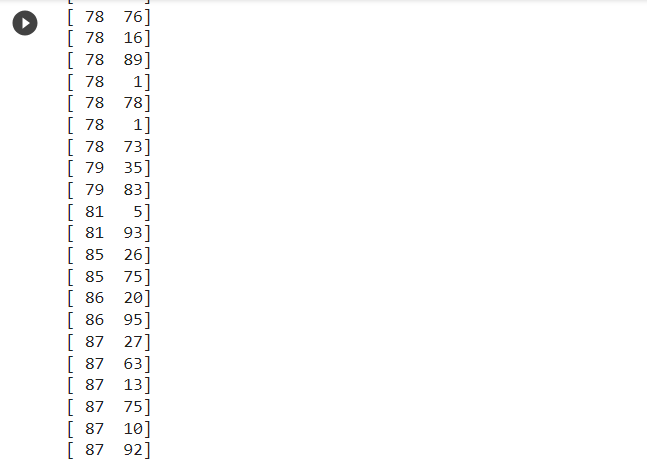 [ 78  76]
[ 78  16]
[ 78  89]
[ 78   1]
[ 78  78]
[ 78   1]
[ 78  73]
[ 79  35]
[ 79  83]
[ 81   5]
[ 81  93]
[ 85  26]
[ 85  75]
[ 86  20]
[ 86  95]
[ 87  27]
[ 87  63]
[ 87  13]
[ 87  75]
[ 87  10]
[ 87  92]